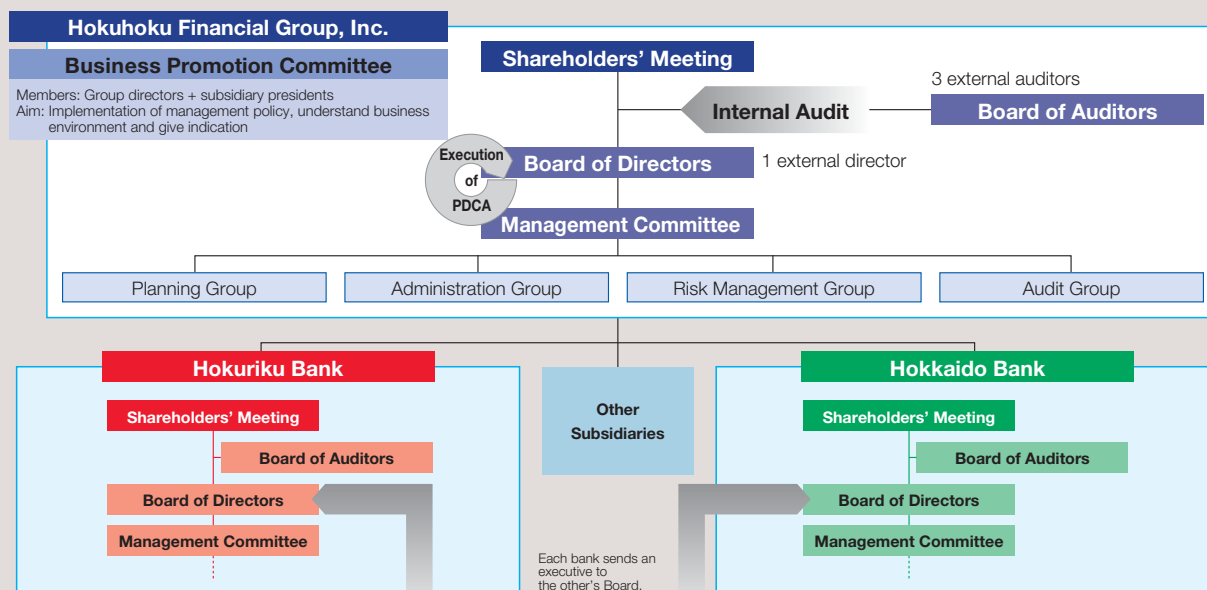 Hokuhoku Financial Group, Inc.
Business Promotion Committee
Members: Group directors + subsidiary presidents
Aim: Implementation of management policy, understand business
environment and give indication
Shareholders' Meeting
3 external auditors
Internal Audit
Board of Auditors
Execution
of
PDCA
Board of Directors
1 external director
Management Committee
Planning Group
Administration Group
Risk Management Group
Audit Group
Hokuriku Bank
Shareholders' Meeting
Board of Auditors
Board of Directors
Management Committee
Other
Subsidiaries
Each bank sends an
executive to
the other's Board.
Hokkaido Bank
Shareholders' Meeting
Board of Auditors
Board of Directors
Management Committee